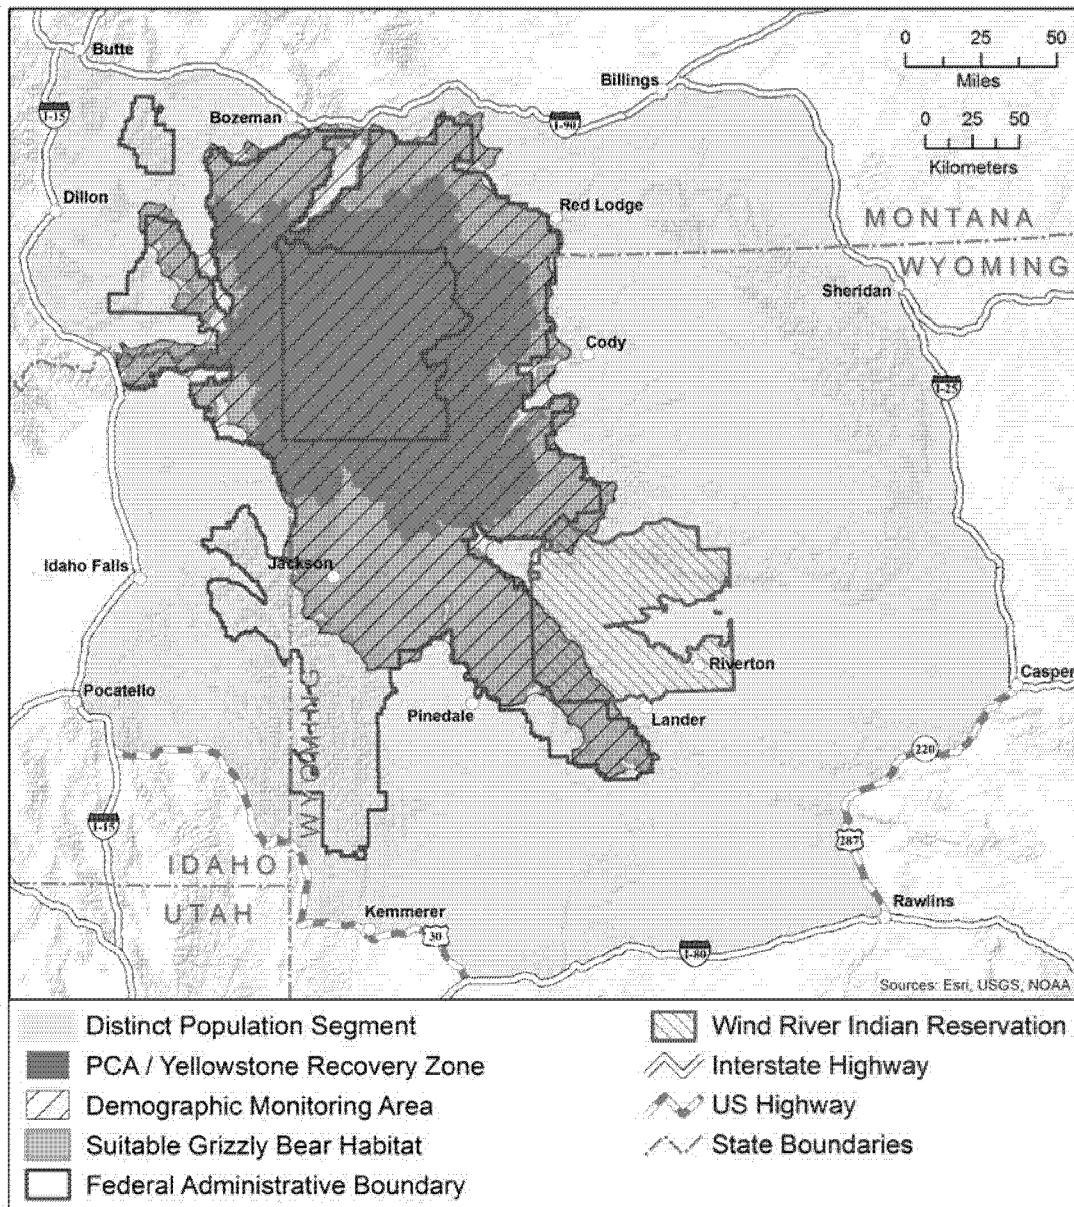 Butte
0 25 50
Miles
Billings
I-15
Bozeman
I-90
0 25 50
Kilometers
Dillon
Red Lodge
MONTANA
WYOMING
Sheridan
Cody
I-25
Idaho Falls
Jackson
Riverton
Casper
Pocatello
Pinedale
Lander
WYOMING
220
I-15
287
IDAHO
UTAH
Kemmerer
30
Rawlins
I-80
Sources: Esri, USGS, NOAA
Distinct Population Segment
PCA / Yellowstone Recovery Zone
Demographic Monitoring Area
Suitable Grizzly Bear Habitat
Federal Administrative Boundary
Wind River Indian Reservation
Interstate Highway
US Highway
State Boundaries